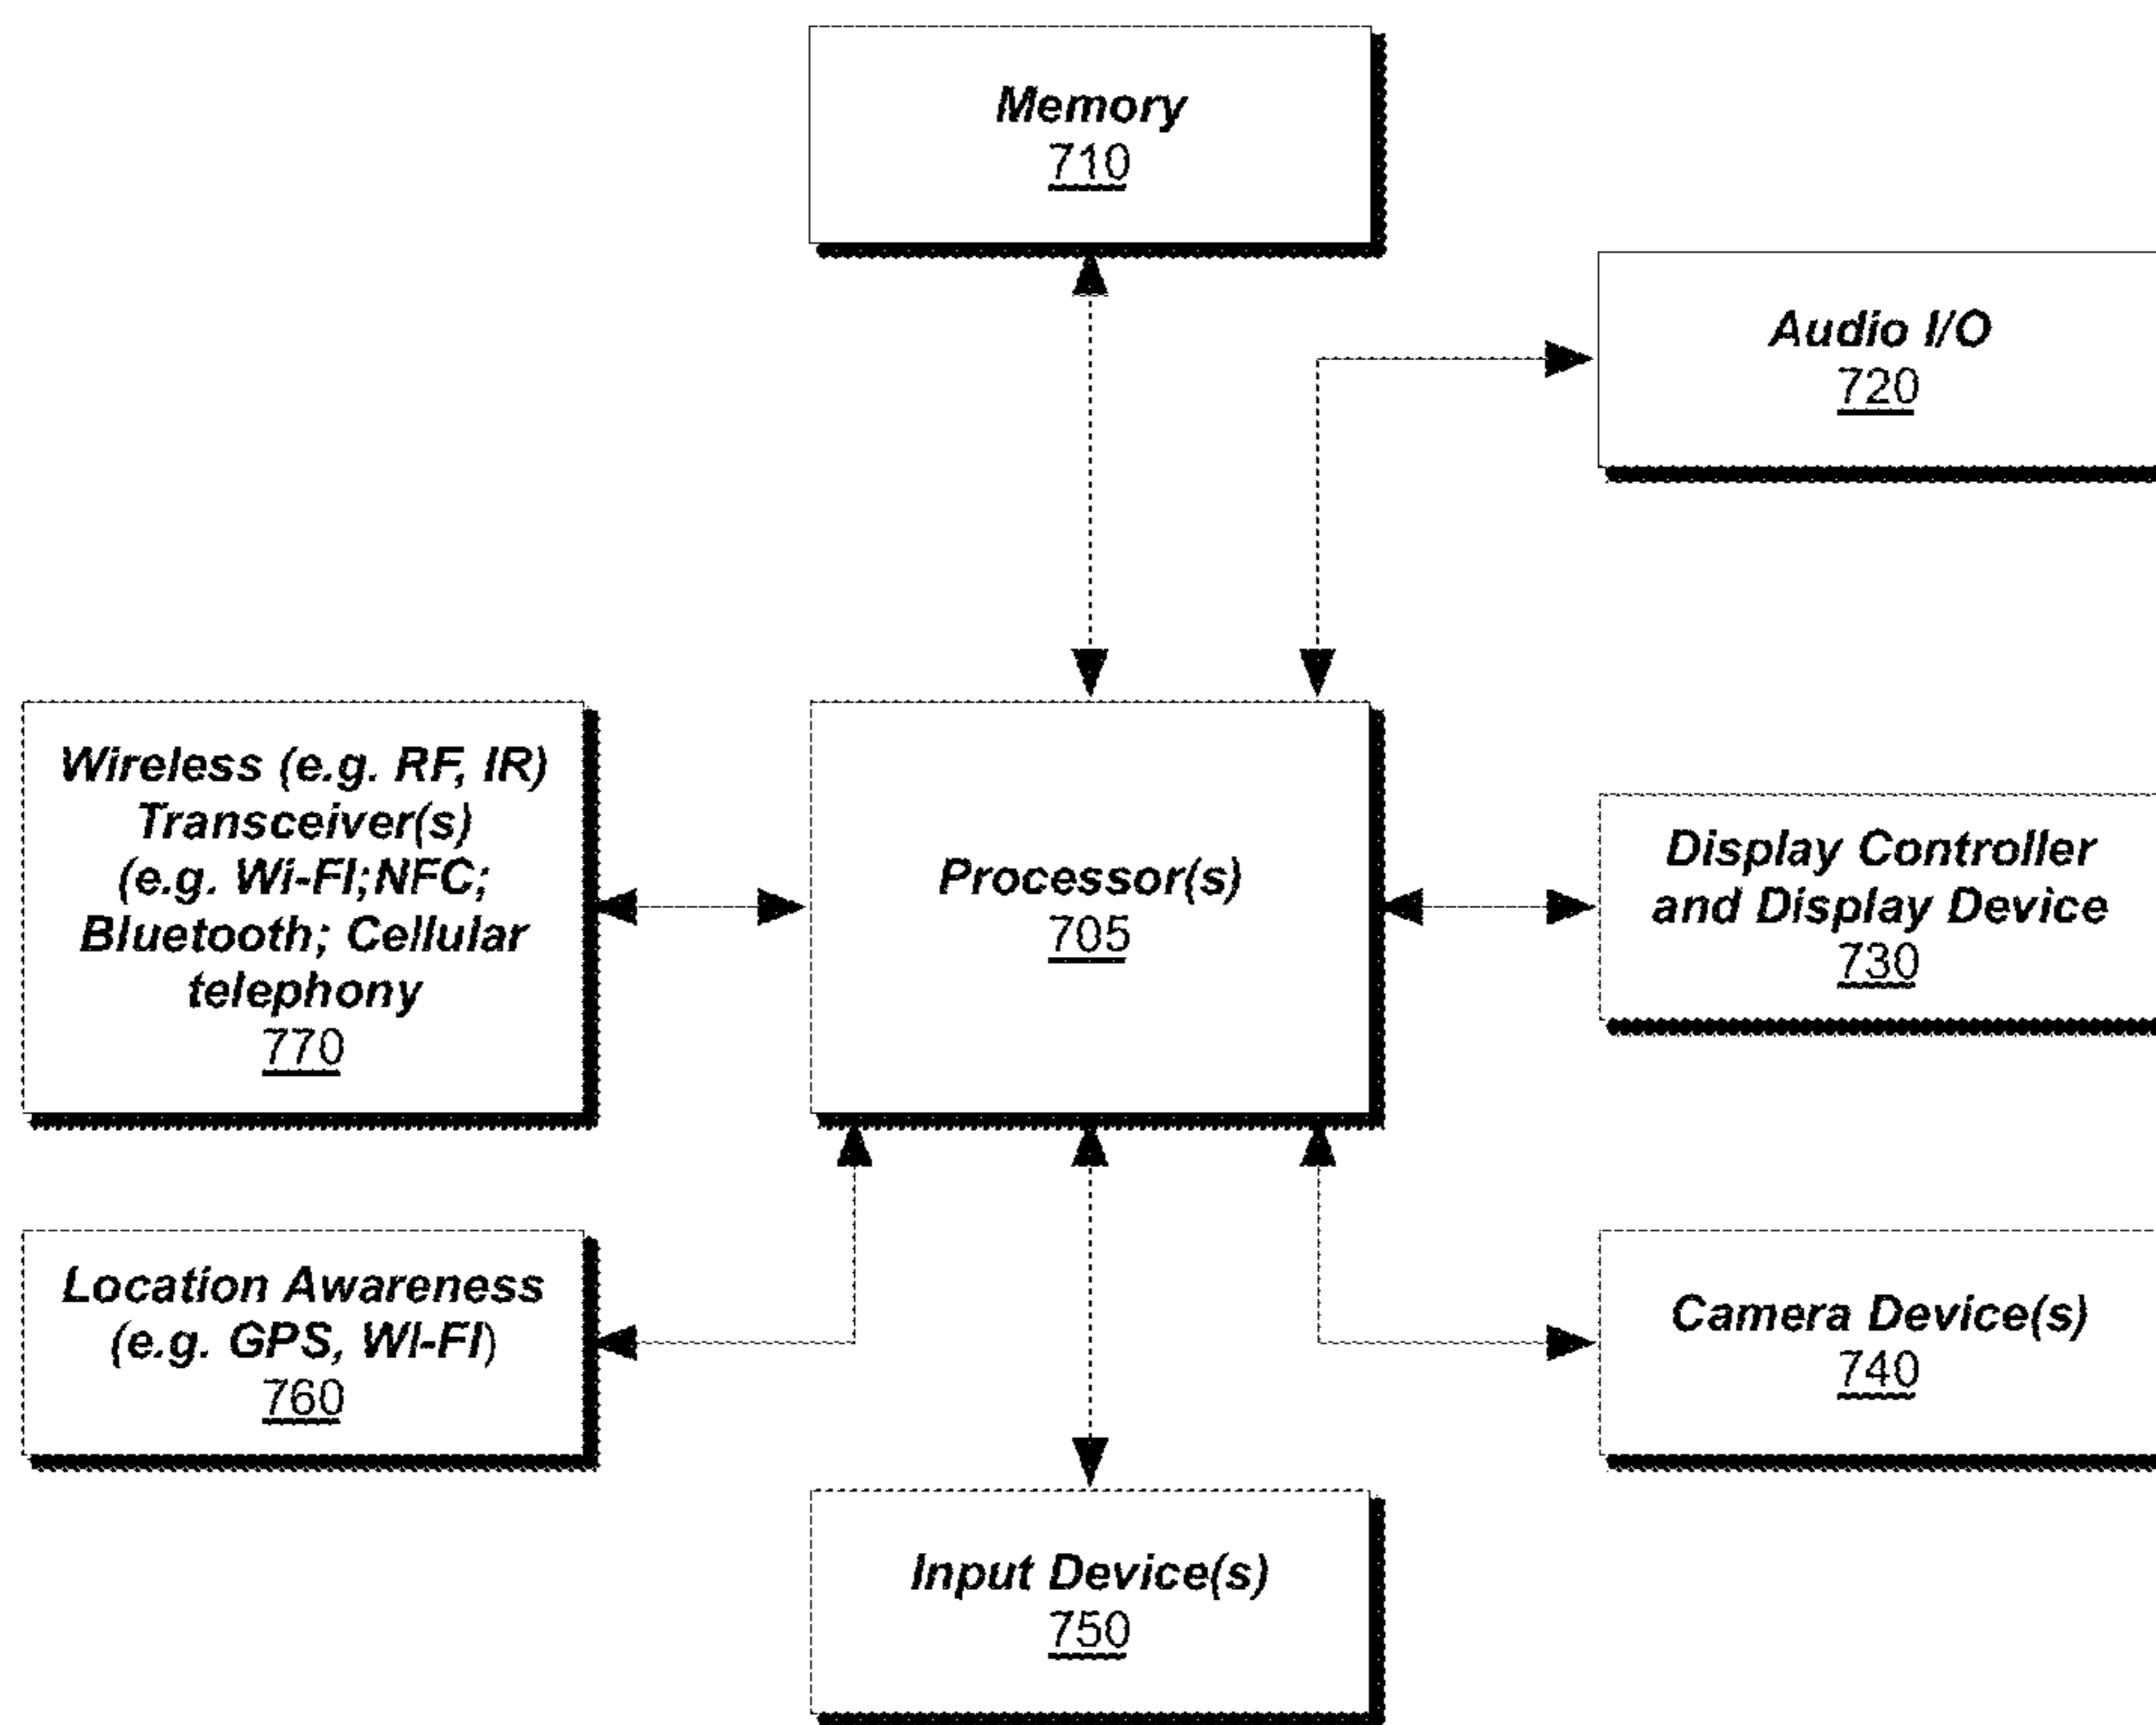 Memory
710
Audio I/O
720
Wireless (e.g. RF, IR)
Transceiver(s)
(e.g. Wi-FI;NFC;
Bluetooth; Cellular
telephony
770
Processor(s)
705
Display Controller
and Display Device
730
Location Awareness
(e.g. GPS, WI-FI)
760
Camera Device(s)
740
Input Device(s)
750